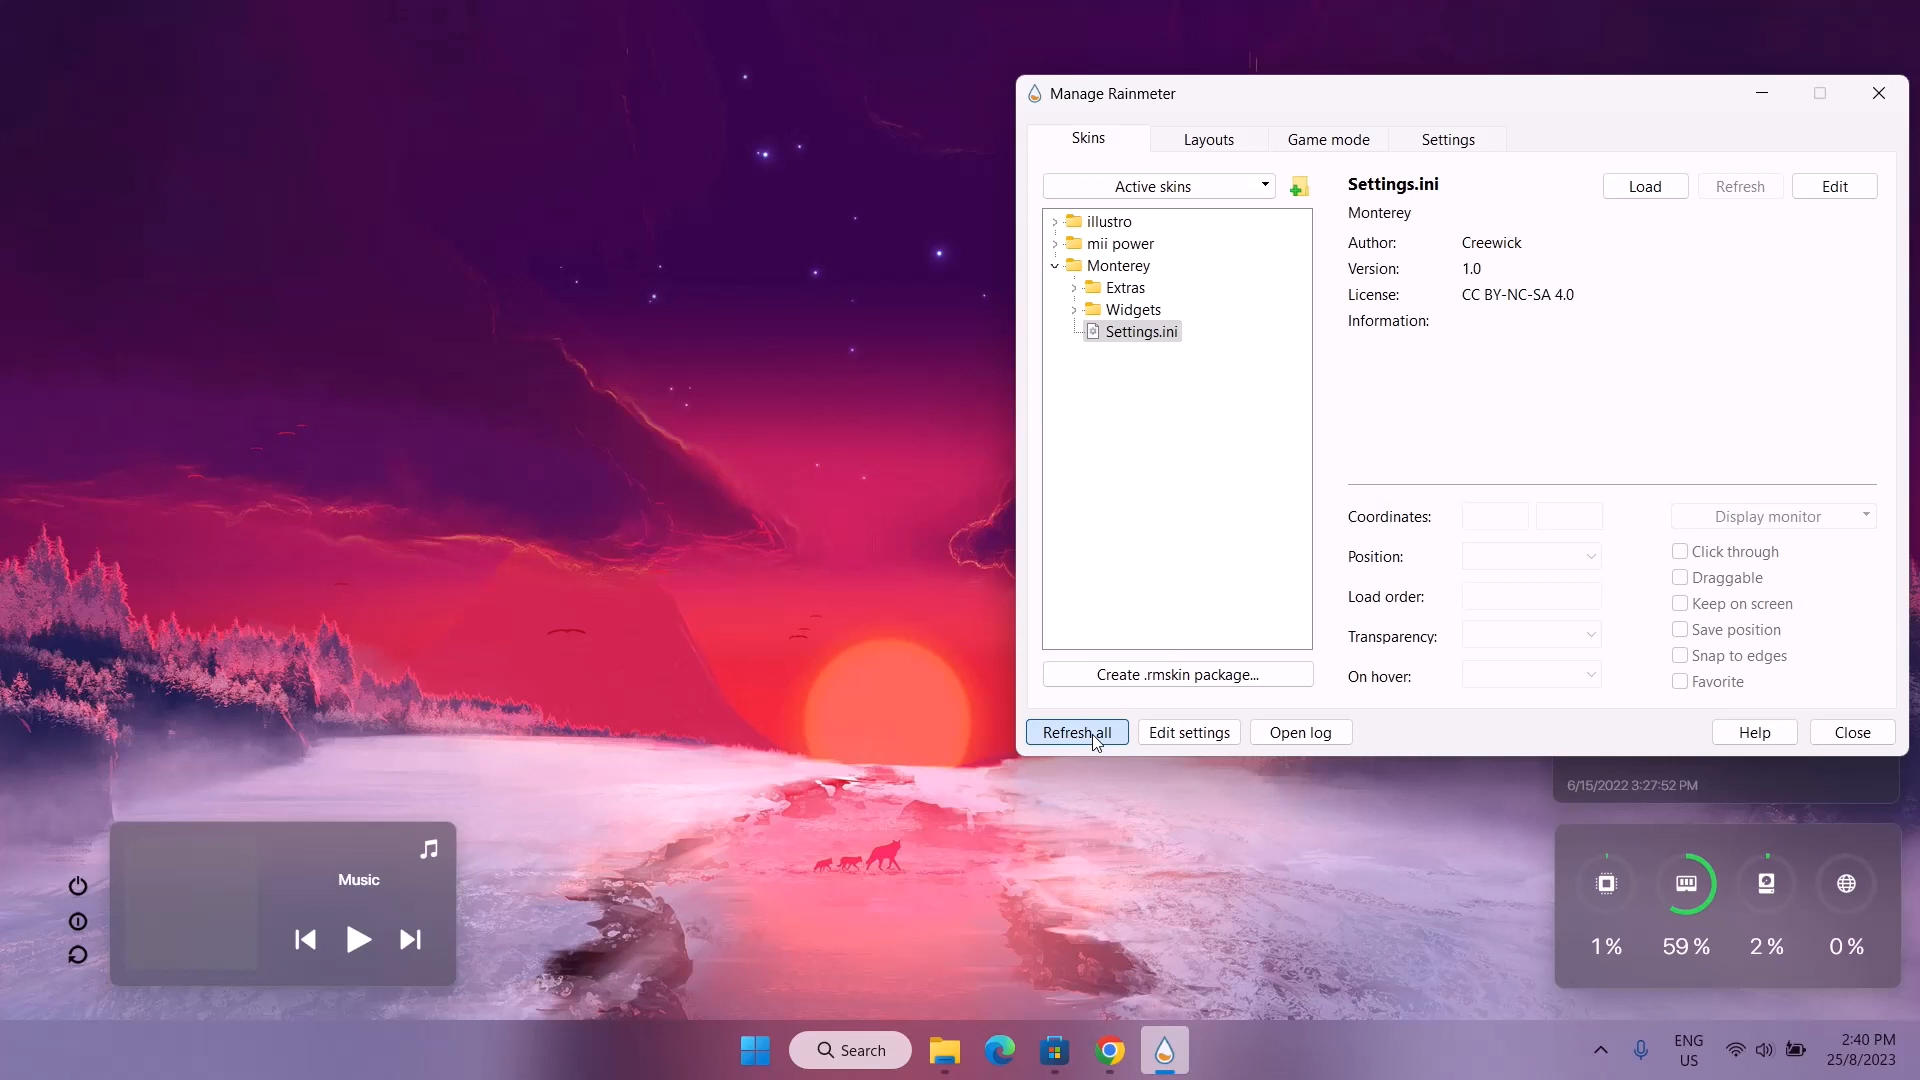 Manage Rainmeter
Skins
Layouts
Game mode
Settings
Active skins
illustro
mii power
Monterey
Extras
Widgets
Settings.ini
Create .rmskin package...
Settings.ini
Load
Refresh
Edit
Monterey
Author: Creewick
Version: 1.0
License: CC BY-NC-SA 4.0
Information:
Coordinates:
Position:
Load order:
Transparency:
On hover:
Display monitor
Click through
Draggable
Keep on screen
Save position
Snap to edges
Favorite
Refresh all
Edit settings
Open log
Help
Close
6/15/2022 3:27:52 PM
Music
1 %
59 %
2 %
0 %
Search
ENG
US
2:40 PM
25/8/2023